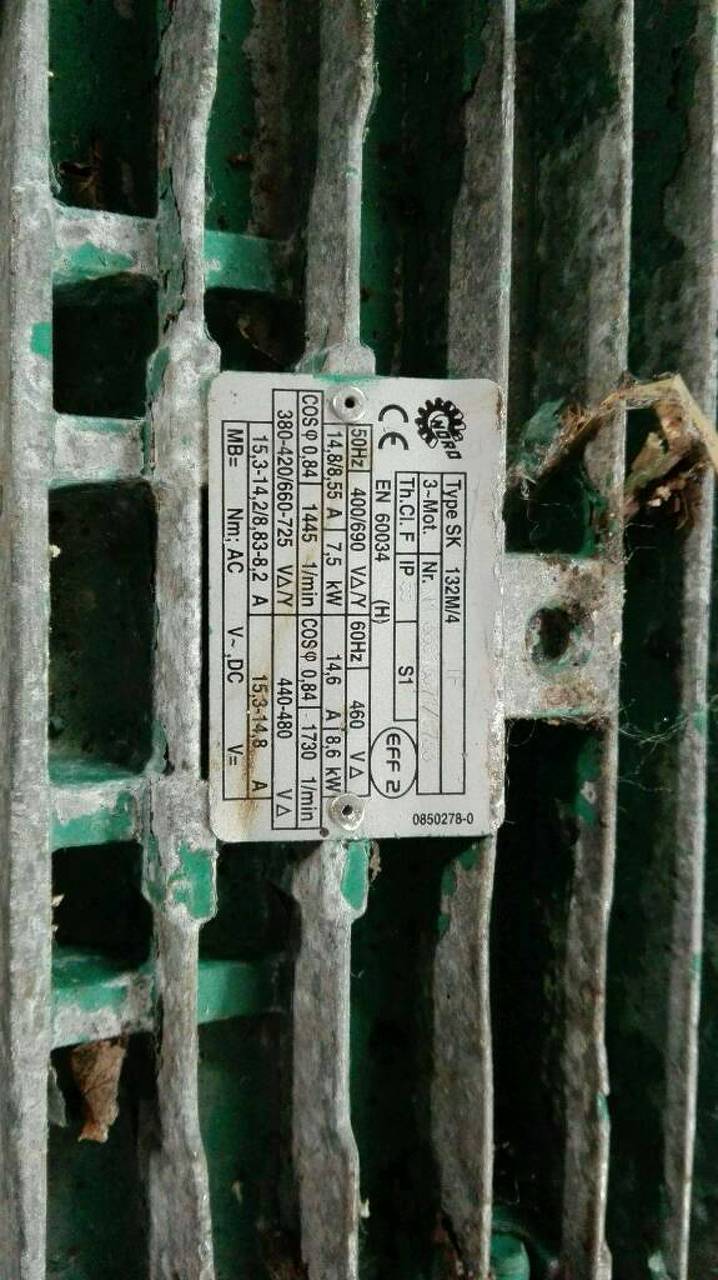 NORD
Type SK 132M/4 TF
3~Mot. Nr.
Th.Cl. F IP S1
EN 60034 (H) EFF 2
50Hz 400/690 V△/Y 60Hz 460 V△
14,8/8,55 A 7,5 kW 14,6 A 8,6 kW
COSφ 0,84 1445 1/min COSφ 0,84 1730 1/min
380-420/660-725 V△/Y 440-480 V△
15,3-14,2/8,83-8,2 A 15,3-14,8 A
MB= Nm, AC V~ ,DC V=
CE
0850278-0